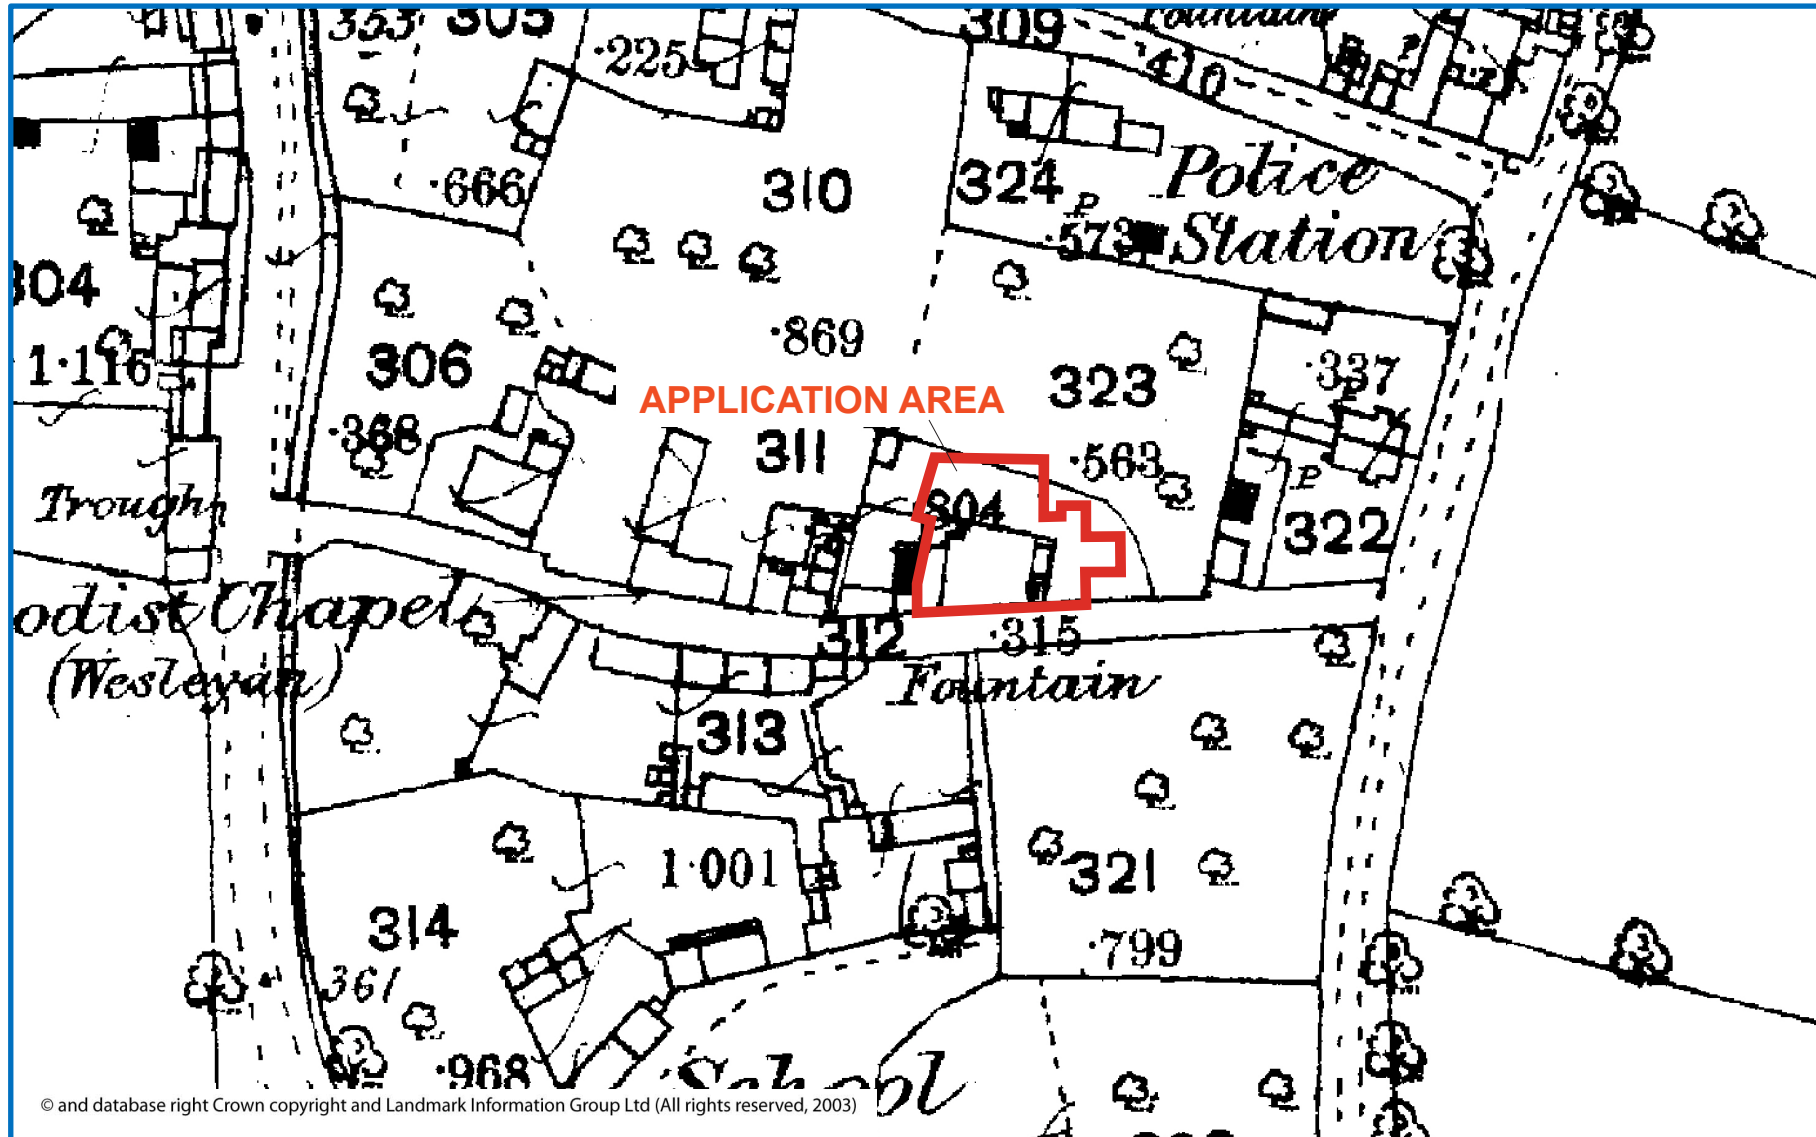 353
305
·225
309
Fountain
·410
P
·666
310
324
Police
P
·573
Station
304
·869
1·116
306
323
·337
P
APPLICATION AREA
·368
311
·563
P
Trough
804
322
odist Chapel
312
·315
(Wesleyan)
Fountain
313
1·001
321
314
·799
361
·968
School
© and database right Crown copyright and Landmark Information Group Ltd (All rights reserved, 2003)